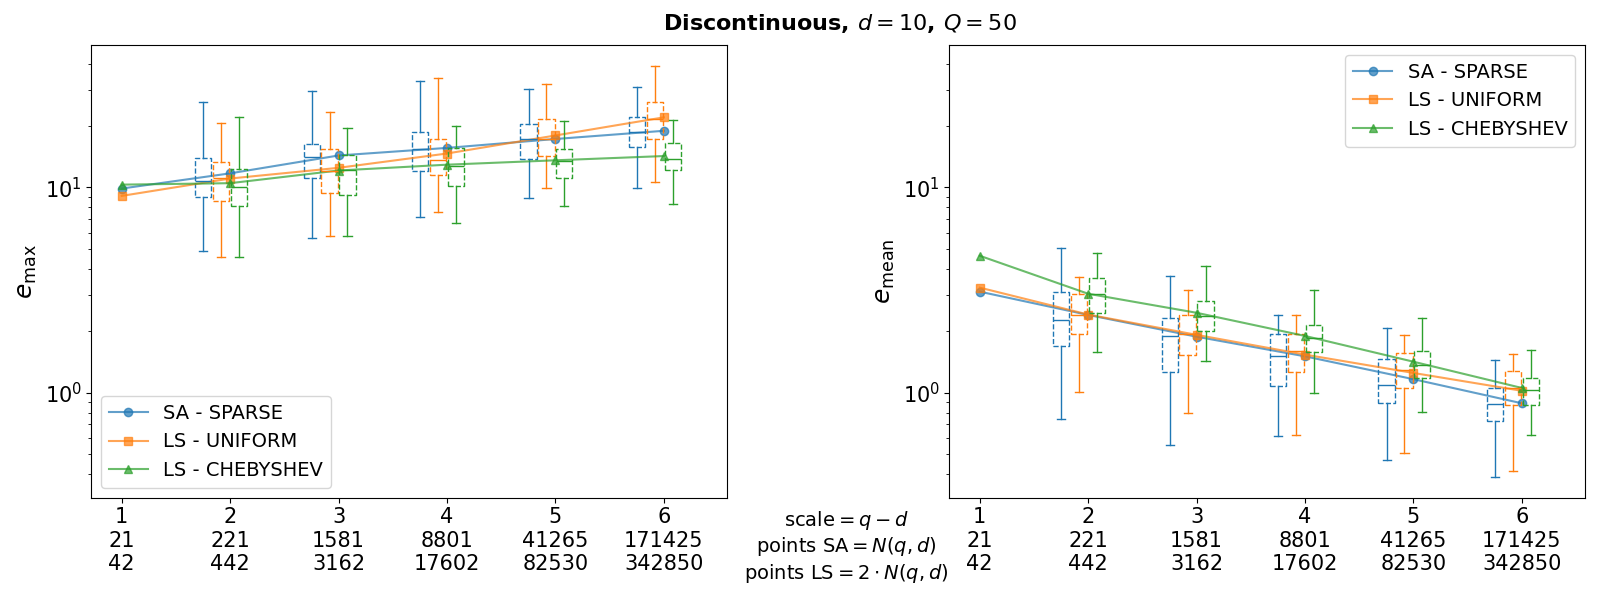 Discontinuous, d = 10, Q = 50
e_max
10^1
10^0
SA - SPARSE
LS - UNIFORM
LS - CHEBYSHEV
1 2 3 4 5 6
21 221 1581 8801 41265 171425
42 442 3162 17602 82530 342850
scale = q − d
points SA = N(q, d)
points LS = 2 · N(q, d)
e_mean
10^1
10^0
SA - SPARSE
LS - UNIFORM
LS - CHEBYSHEV
1 2 3 4 5 6
21 221 1581 8801 41265 171425
42 442 3162 17602 82530 342850